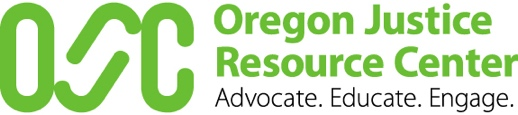 OJRC Oregon Justice
Resource Center
Advocate. Educate. Engage.